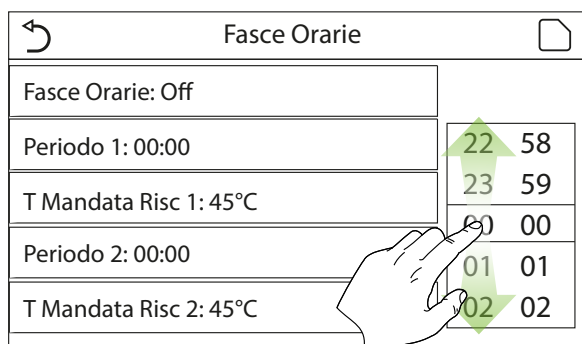 Fasce Orarie
Fasce Orarie: Off
Periodo 1: 00:00
T Mandata Risc 1: 45°C
Periodo 2: 00:00
T Mandata Risc 2: 45°C
22 58
23 59
00 00
01 01
02 02